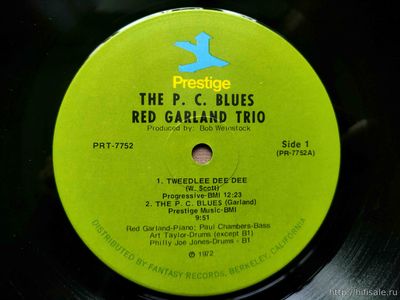 Prestige
THE P. C. BLUES
RED GARLAND TRIO
Produced by: Bob Weinstock
PRT-7752
Side 1
(PR-7752A)
1. TWEEDLEE DEE DEE
(W. Scott)
Progressive-BMI 12:23
2. THE P. C. BLUES (Garland)
Prestige Music-BMI
9:51
Red Garland-Piano; Paul Chambers-Bass
Art Taylor-Drums (except B1)
Philly Joe Jones-Drums - B1
℗ 1972
DISTRIBUTED BY FANTASY RECORDS, BERKELEY, CALIFORNIA
https://hifisale.ru